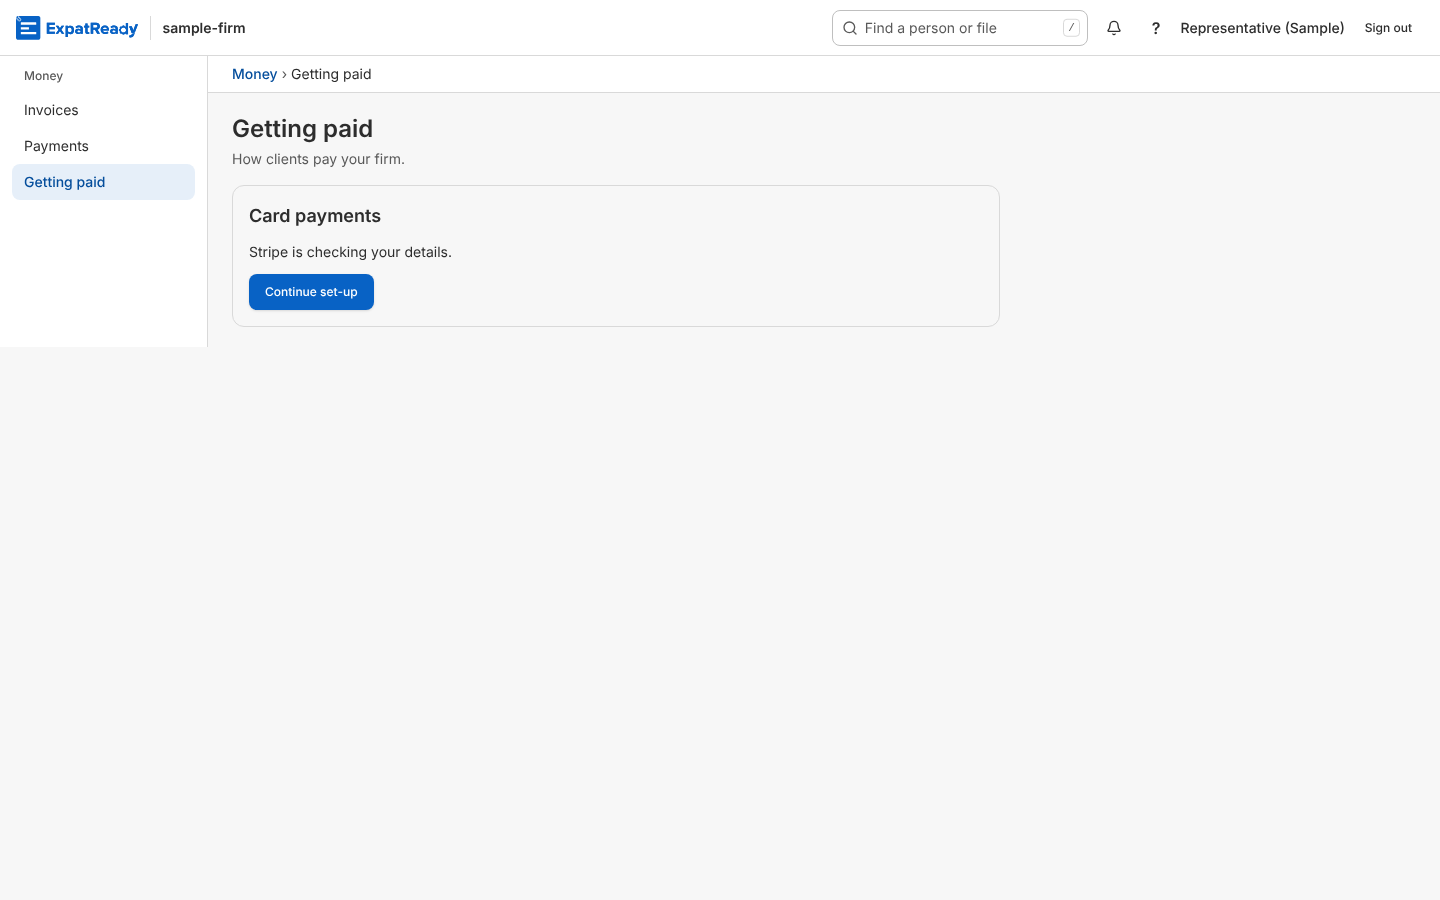 ExpatReady
sample-firm
Find a person or file
/
?
Representative (Sample)
Sign out
Money
Invoices
Payments
Getting paid
Money › Getting paid
Getting paid
How clients pay your firm.
Card payments
Stripe is checking your details.
Continue set-up